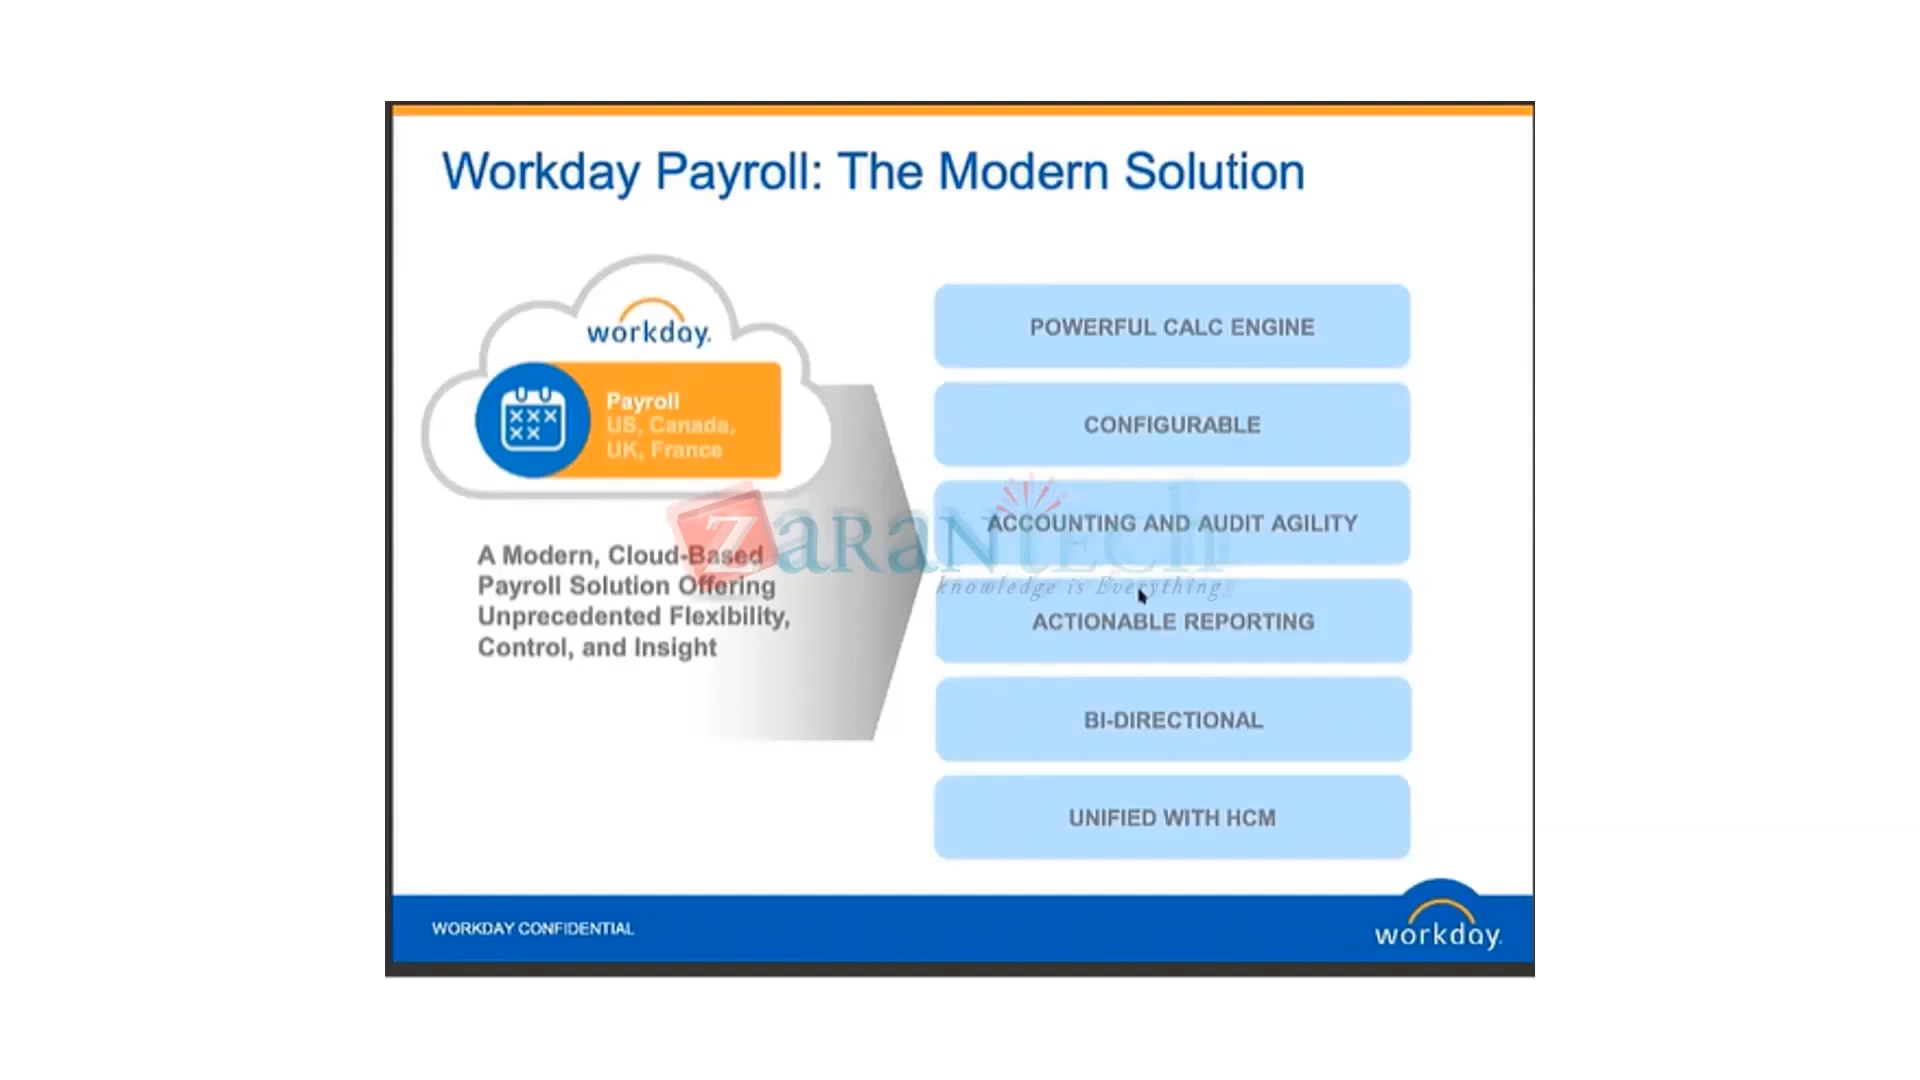 Workday Payroll: The Modern Solution
workday.
Payroll
US, Canada,
UK, France
A Modern, Cloud-Based
Payroll Solution Offering
Unprecedented Flexibility,
Control, and Insight
POWERFUL CALC ENGINE
CONFIGURABLE
ACCOUNTING AND AUDIT AGILITY
ACTIONABLE REPORTING
BI-DIRECTIONAL
UNIFIED WITH HCM
ZaRaNTech
knowledge is Everything
WORKDAY CONFIDENTIAL
workday.